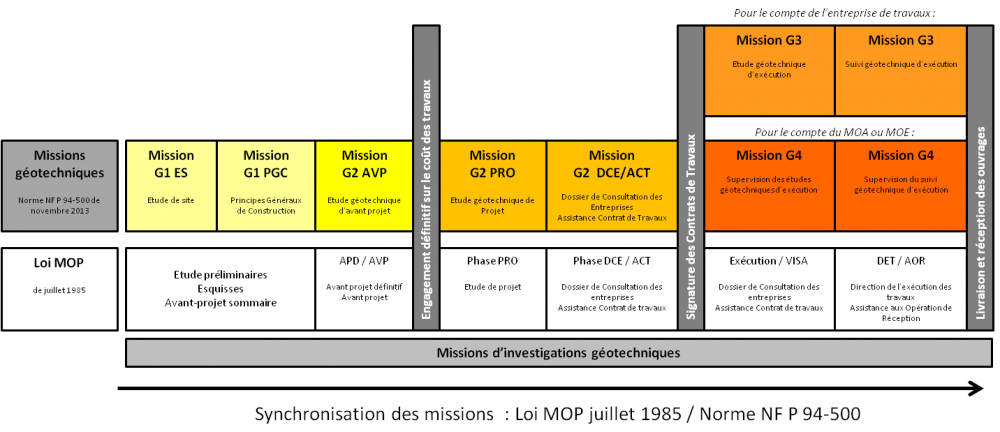 Pour le compte de l'entreprise de travaux :
Mission G3
Etude géotechnique
d'exécution
Mission G3
Suivi géotechnique d'exécution
Pour le compte du MOA ou MOE :
Missions
géotechniques
Norme NF P 94-500 de
novembre 2013
Mission
G1 ES
Etude de site
Mission
G1 PGC
Principes Généraux
de Construction
Mission
G2 AVP
Etude géotechnique
d'avant projet
Engagement définitif sur le coût des travaux
Mission
G2 PRO
Etude géotechnique de
Projet
Mission
G2 DCE/ACT
Dossier de Consultation des
Entreprises
Assistance Contrat de Travaux
Signature des Contrats de Travaux
Mission G4
Supervision des études
géotechniques d'exécution
Mission G4
Supervision du suivi
géotechnique d'exécution
Livraison et réception des ouvrages
Loi MOP
de juillet 1985
Etude préliminaires
Esquisses
Avant-projet sommaire
APD / AVP
Avant projet définitif
Avant projet
Phase PRO
Etude de projet
Phase DCE / ACT
Dossier de Consultation des
entreprises
Assistance Contrat de travaux
Exécution / VISA
Dossier de Consultation des
entreprises
Assistance Contrat de travaux
DET / AOR
Direction de l'exécution des
travaux
Assistance aux Opération de
Réception
Missions d'investigations géotechniques
Synchronisation des missions : Loi MOP juillet 1985 / Norme NF P 94-500